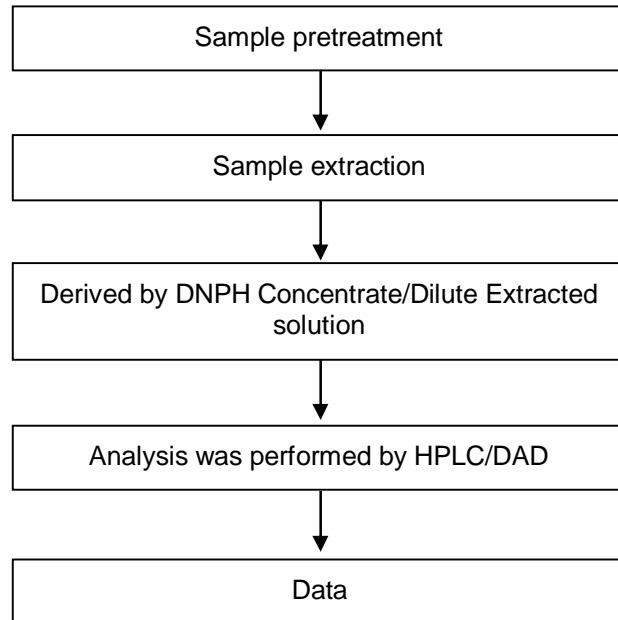 Sample pretreatment
Sample extraction
Derived by DNPH Concentrate/Dilute Extracted
solution
Analysis was performed by HPLC/DAD
Data